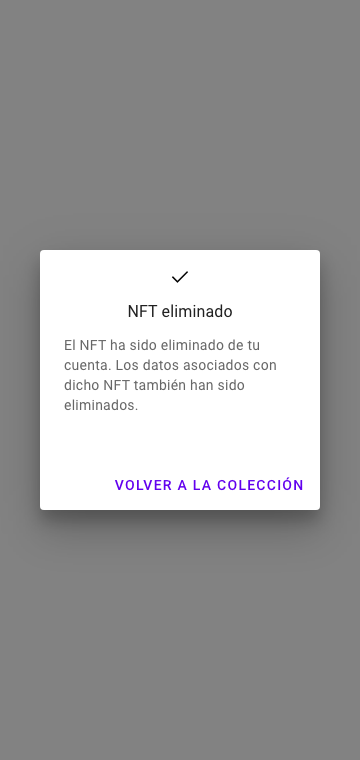 NFT eliminado
El NFT ha sido eliminado de tu
cuenta. Los datos asociados con
dicho NFT también han sido
eliminados.
VOLVER A LA COLECCIÓN